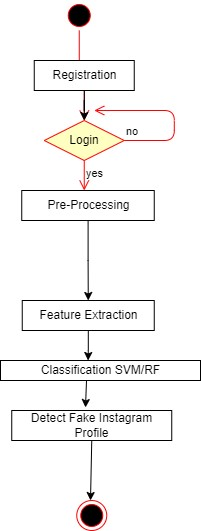 Registration
Login
no
yes
Pre-Processing
Feature Extraction
Classification SVM/RF
Detect Fake Instagram
Profile